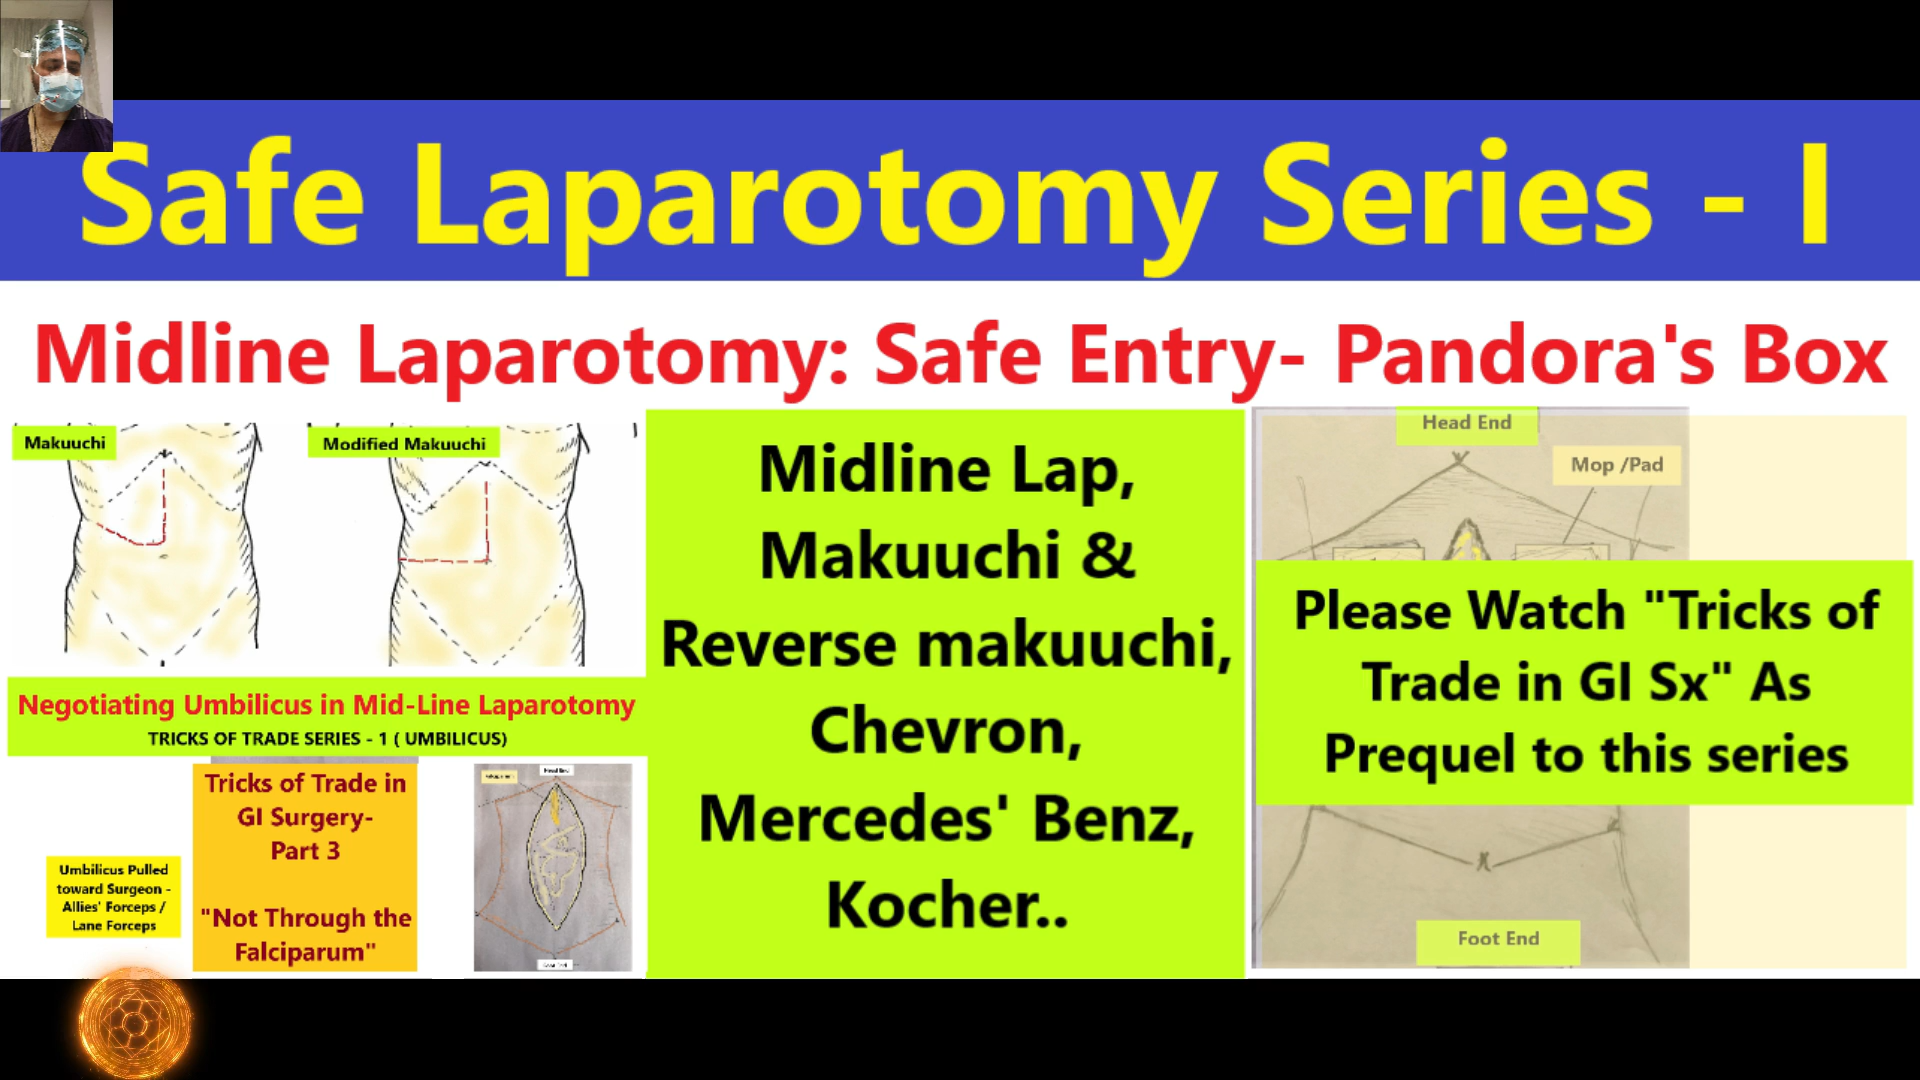 Safe Laparotomy Series - I
Midline Laparotomy: Safe Entry- Pandora's Box
Makuuchi
Modified Makuuchi
Negotiating Umbilicus in Mid-Line Laparotomy
TRICKS OF TRADE SERIES - 1 ( UMBILICUS)
Umbilicus Pulled
toward Surgeon -
Allies' Forceps /
Lane Forceps
Tricks of Trade in
GI Surgery-
Part 3
"Not Through the
Falciparum"
Head End
Midline Lap,
Makuuchi &
Reverse makuuchi,
Chevron,
Mercedes' Benz,
Kocher..
Head End
Mop /Pad
Please Watch "Tricks of
Trade in GI Sx" As
Prequel to this series
Foot End